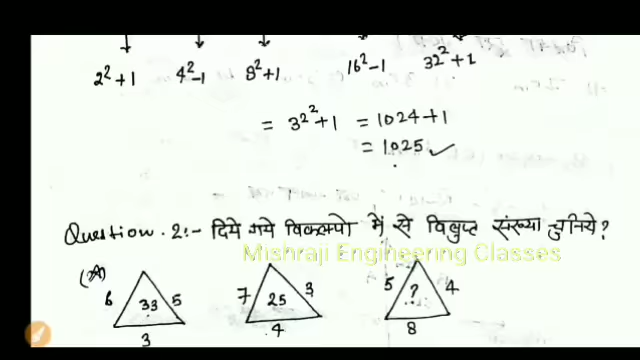 2²+1 4²-1 8²+1 16²-1 32²+1
= 32²+1 = 1024+1
= 1025 ✓
Question.2:- दिये गये विकल्पो में से विलुप्त संख्या चुनिये?
Mishraji Engineering Classes
(A)
6 33 5 7 25 3 5 ? 4
3 4 8